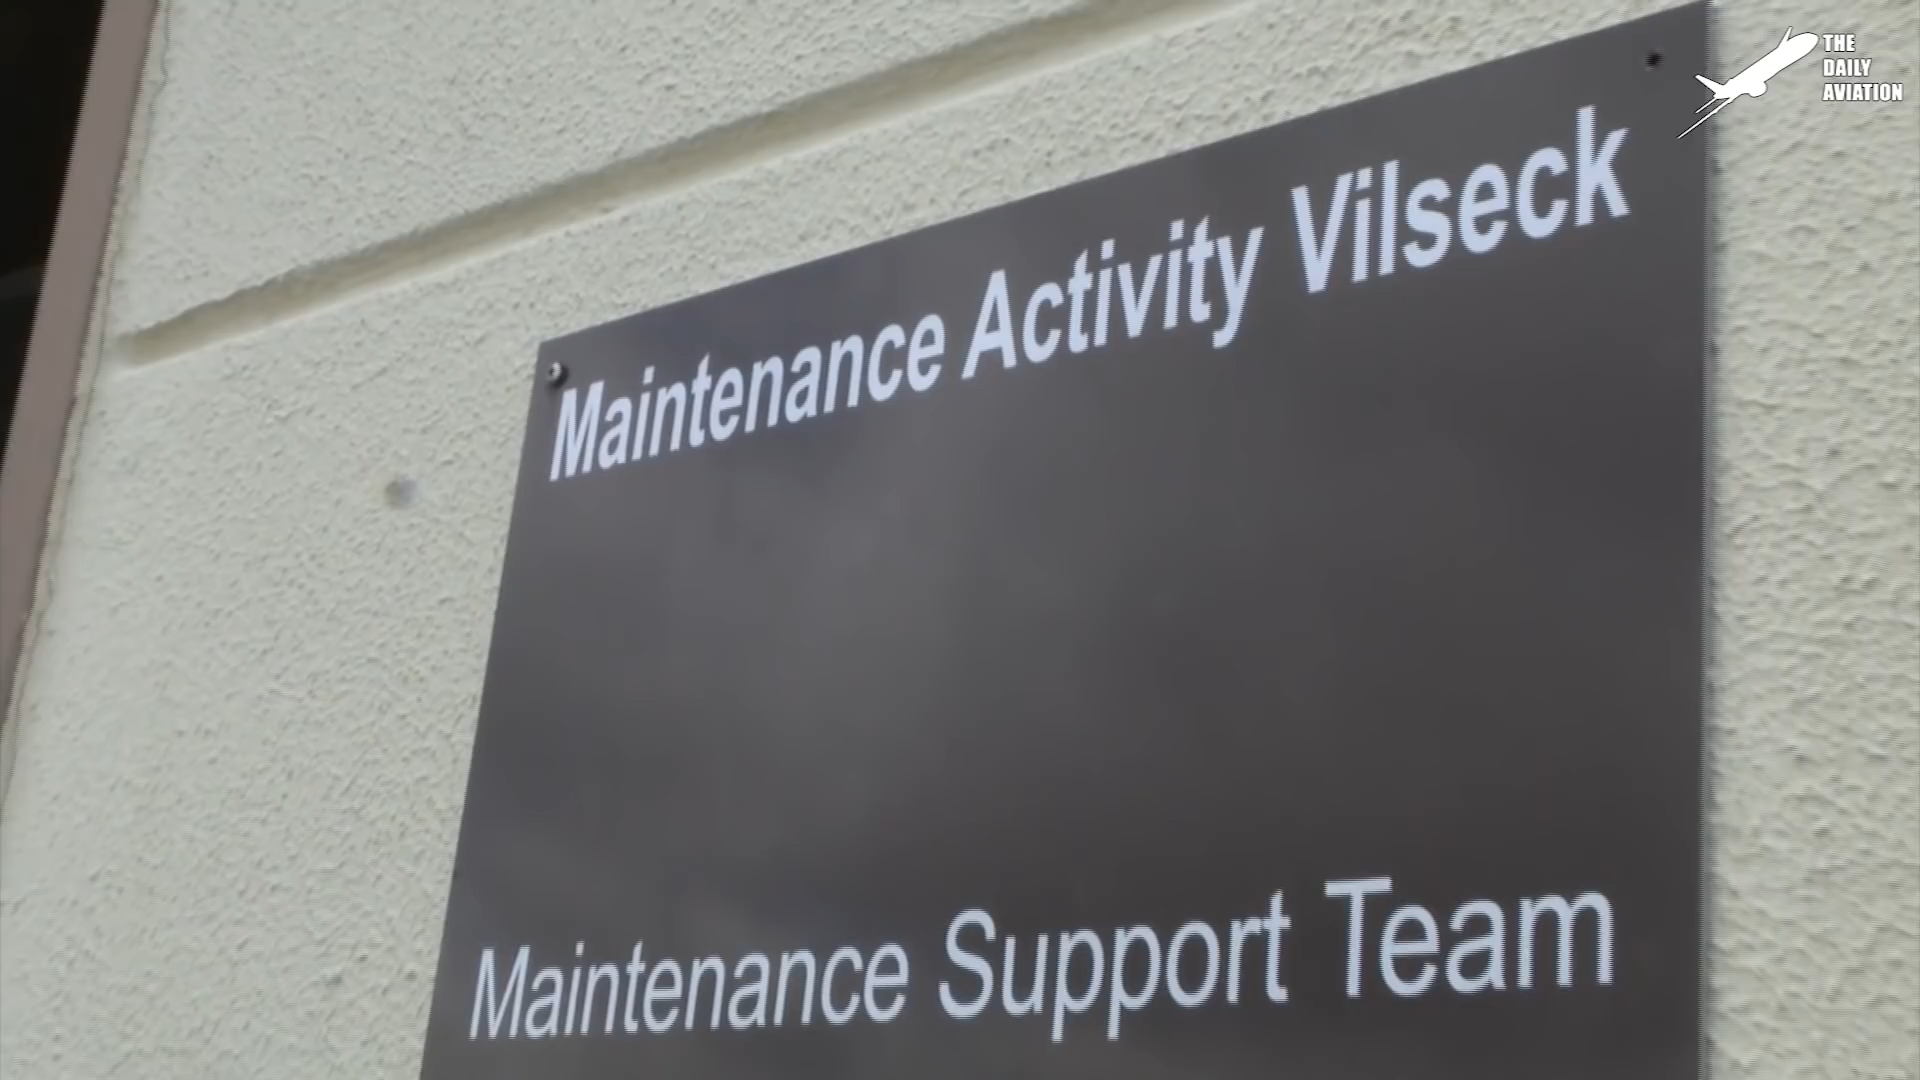 THE
DAILY
AVIATION
Maintenance Activity Vilseck
Maintenance Support Team